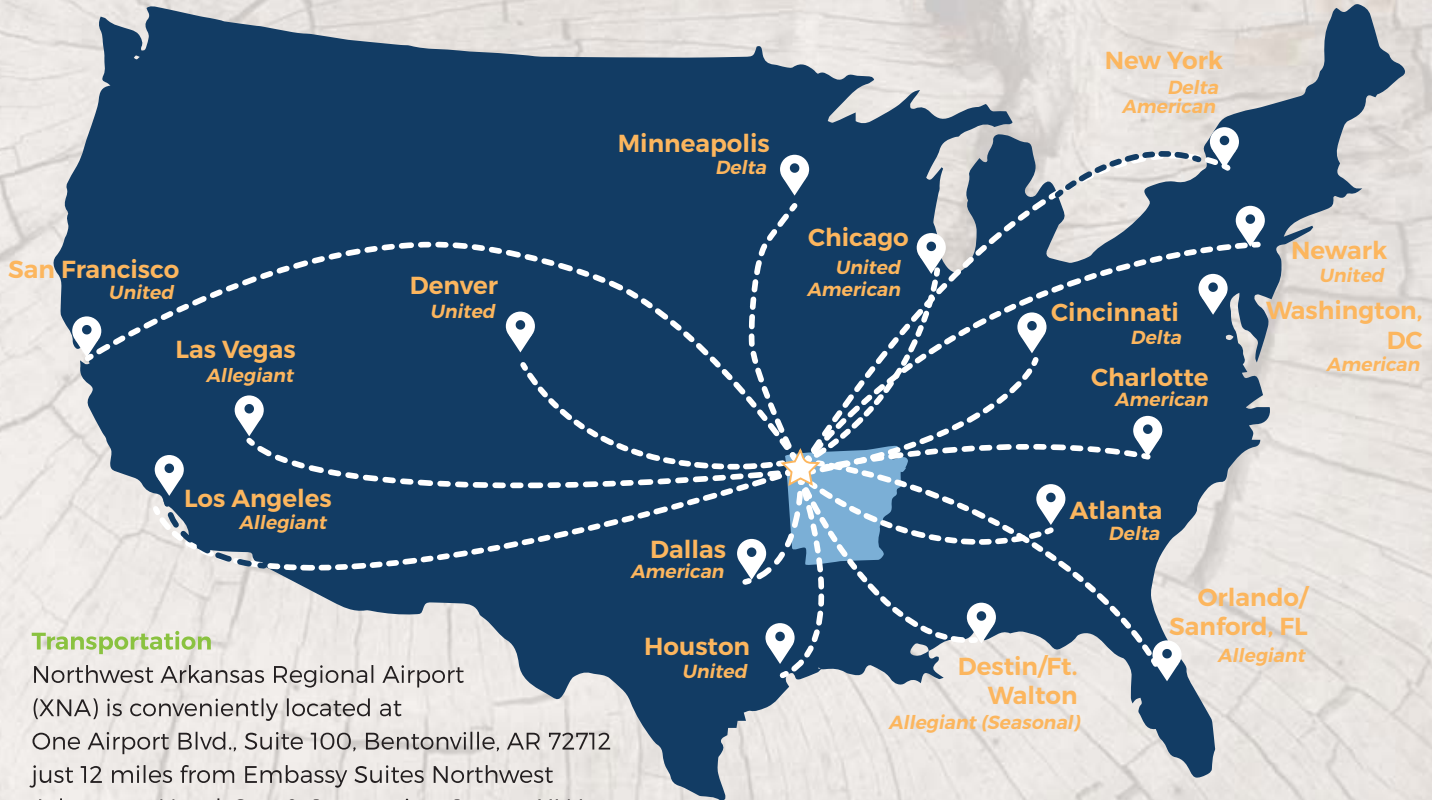 New York
Delta
American
Minneapolis
Delta
Chicago
United
American
Newark
United
San Francisco
United
Denver
United
Cincinnati
Delta
Washington,
DC
American
Las Vegas
Allegiant
Charlotte
American
Los Angeles
Allegiant
Atlanta
Delta
Dallas
American
Orlando/
Sanford, FL
Allegiant
Houston
United
Destin/Ft.
Walton
Allegiant (Seasonal)
Transportation
Northwest Arkansas Regional Airport
(XNA) is conveniently located at
One Airport Blvd., Suite 100, Bentonville, AR 72712
just 12 miles from Embassy Suites Northwest